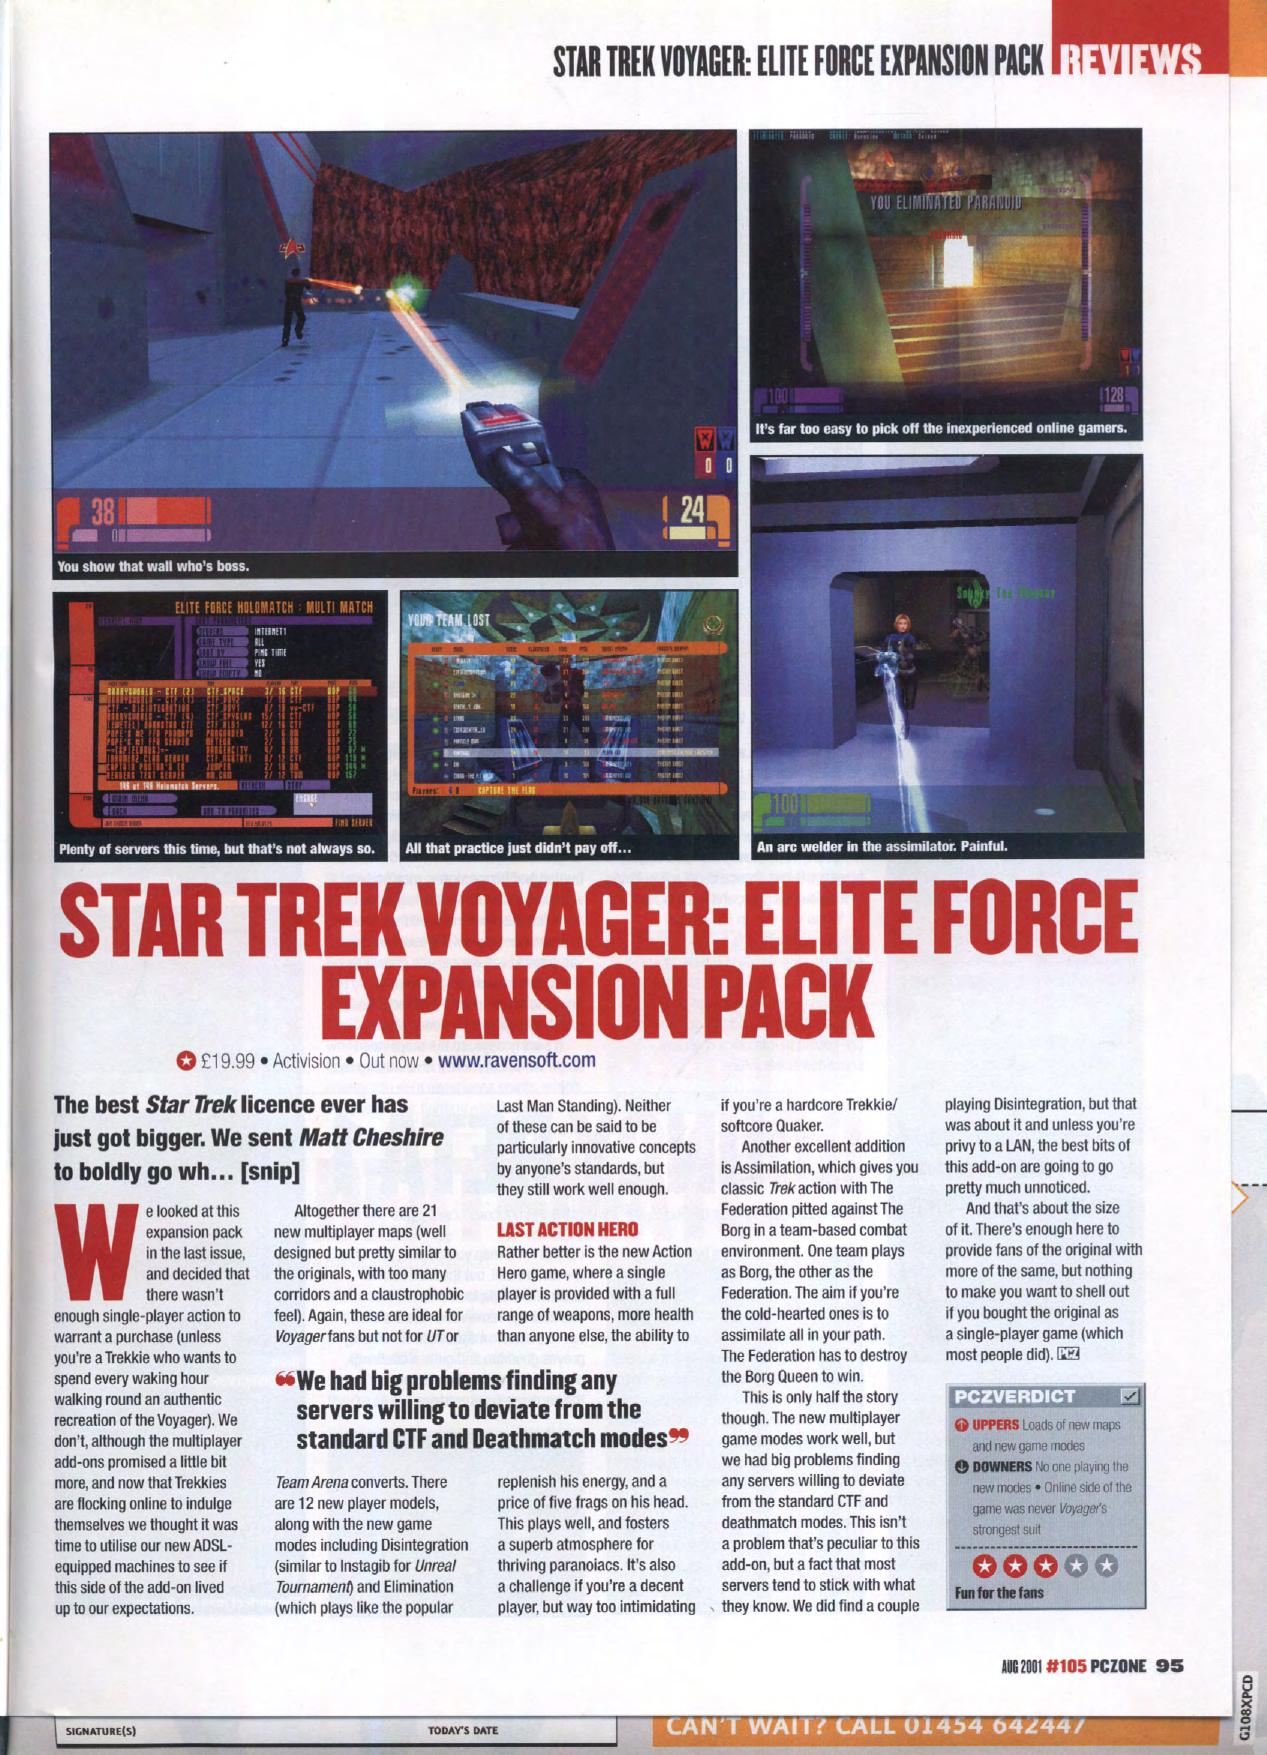 STAR TREK VOYAGER: ELITE FORCE EXPANSION PACK REVIEWS
38
24
0 0
You show that wall who's boss.
YOU ELIMINATED PARANOID
100
128
It's far too easy to pick off the inexperienced online gamers.
100
An arc welder in the assimilator. Painful.
ELITE FORCE HOLOMATCH : MULTI MATCH
INTERNET1
ALL
PING TIME
YES
NO
146 of 146 Holomatch Servers.
ENGAGE
Plenty of servers this time, but that's not always so.
YOUR TEAM LOST
CAPTURE THE FLAG
All that practice just didn't pay off...
STAR TREK VOYAGER: ELITE FORCE
EXPANSION PACK
£19.99 • Activision • Out now • www.ravensoft.com
The best Star Trek licence ever has
just got bigger. We sent Matt Cheshire
to boldly go wh... [snip]
We looked at this
expansion pack
in the last issue,
and decided that
there wasn't
enough single-player action to
warrant a purchase (unless
you're a Trekkie who wants to
spend every waking hour
walking round an authentic
recreation of the Voyager). We
don't, although the multiplayer
add-ons promised a little bit
more, and now that Trekkies
are flocking online to indulge
themselves we thought it was
time to utilise our new ADSL-
equipped machines to see if
this side of the add-on lived
up to our expectations.
Altogether there are 21
new multiplayer maps (well
designed but pretty similar to
the originals, with too many
corridors and a claustrophobic
feel). Again, these are ideal for
Voyager fans but not for UT or
❝We had big problems finding any
servers willing to deviate from the
standard CTF and Deathmatch modes❞
Team Arena converts. There
are 12 new player models,
along with the new game
modes including Disintegration
(similar to Instagib for Unreal
Tournament) and Elimination
(which plays like the popular
Last Man Standing). Neither
of these can be said to be
particularly innovative concepts
by anyone's standards, but
they still work well enough.
LAST ACTION HERO
Rather better is the new Action
Hero game, where a single
player is provided with a full
range of weapons, more health
than anyone else, the ability to
replenish his energy, and a
price of five frags on his head.
This plays well, and fosters
a superb atmosphere for
thriving paranoiacs. It's also
a challenge if you're a decent
player, but way too intimidating
if you're a hardcore Trekkie/
softcore Quaker.
Another excellent addition
is Assimilation, which gives you
classic Trek action with The
Federation pitted against The
Borg in a team-based combat
environment. One team plays
as Borg, the other as the
Federation. The aim if you're
the cold-hearted ones is to
assimilate all in your path.
The Federation has to destroy
the Borg Queen to win.
This is only half the story
though. The new multiplayer
game modes work well, but
we had big problems finding
any servers willing to deviate
from the standard CTF and
deathmatch modes. This isn't
a problem that's peculiar to this
add-on, but a fact that most
servers tend to stick with what
they know. We did find a couple
playing Disintegration, but that
was about it and unless you're
privy to a LAN, the best bits of
this add-on are going to go
pretty much unnoticed.
And that's about the size
of it. There's enough here to
provide fans of the original with
more of the same, but nothing
to make you want to shell out
if you bought the original as
a single-player game (which
most people did). PCZ
PCZVERDICT
UPPERS Loads of new maps
and new game modes
DOWNERS No one playing the
new modes • Online side of the
game was never Voyager's
strongest suit
Fun for the fans
AUG 2001 #105 PCZONE 95
SIGNATURE(S)
TODAY'S DATE
CAN'T WAIT? CALL 01454 642447
G108XPCD